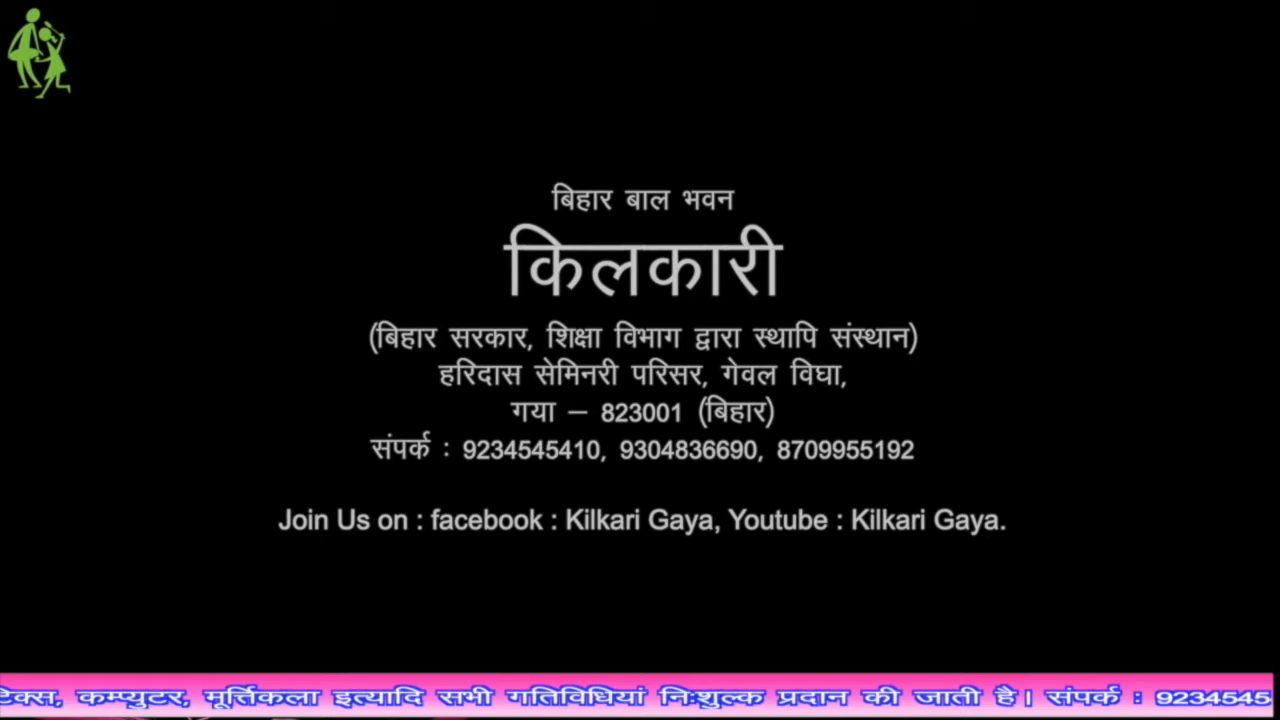 बिहार बाल भवन
किलकारी
(बिहार सरकार, शिक्षा विभाग द्वारा स्थापि संस्थान)
हरिदास सेमिनरी परिसर, गेवल विघा,
गया – 823001 (बिहार)
संपर्क : 9234545410, 9304836690, 8709955192
Join Us on : facebook : Kilkari Gaya, Youtube : Kilkari Gaya.
कम्प्युटर, मूर्त्तिकला इत्यादि सभी गतिविधियां निःशुल्क प्रदान की जाती है। संपर्क : 9234545